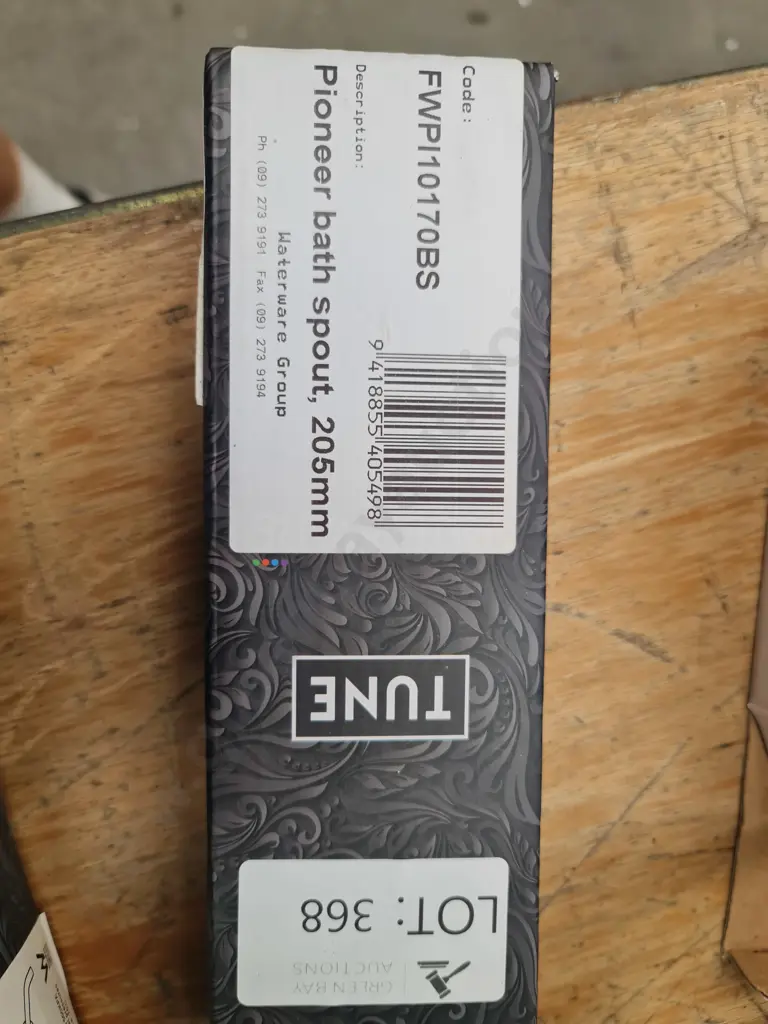 Code:
FWPI10170BS
9 418855 405498
Description:
Pioneer bath spout, 205mm
Waterware Group
Ph (09) 273 9191 Fax (09) 273 9194
TUNE
LOT: 368
GREEN BAY
AUCTIONS